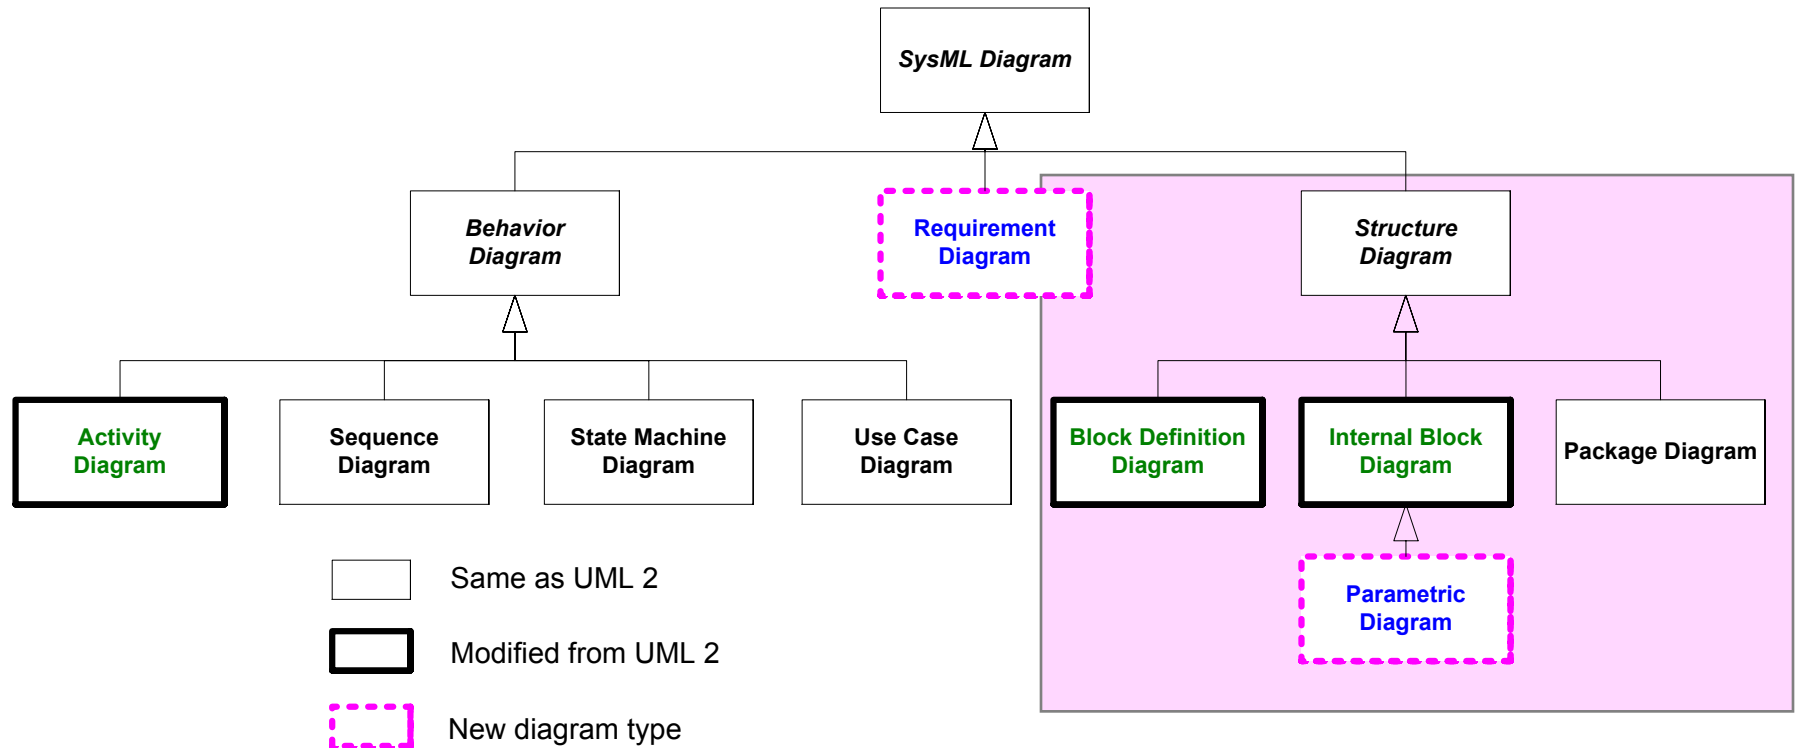 SysML Diagram
Behavior
Diagram
Requirement
Diagram
Structure
Diagram
Activity
Diagram
Sequence
Diagram
State Machine
Diagram
Use Case
Diagram
Block Definition
Diagram
Internal Block
Diagram
Package Diagram
Parametric
Diagram
Same as UML 2
Modified from UML 2
New diagram type